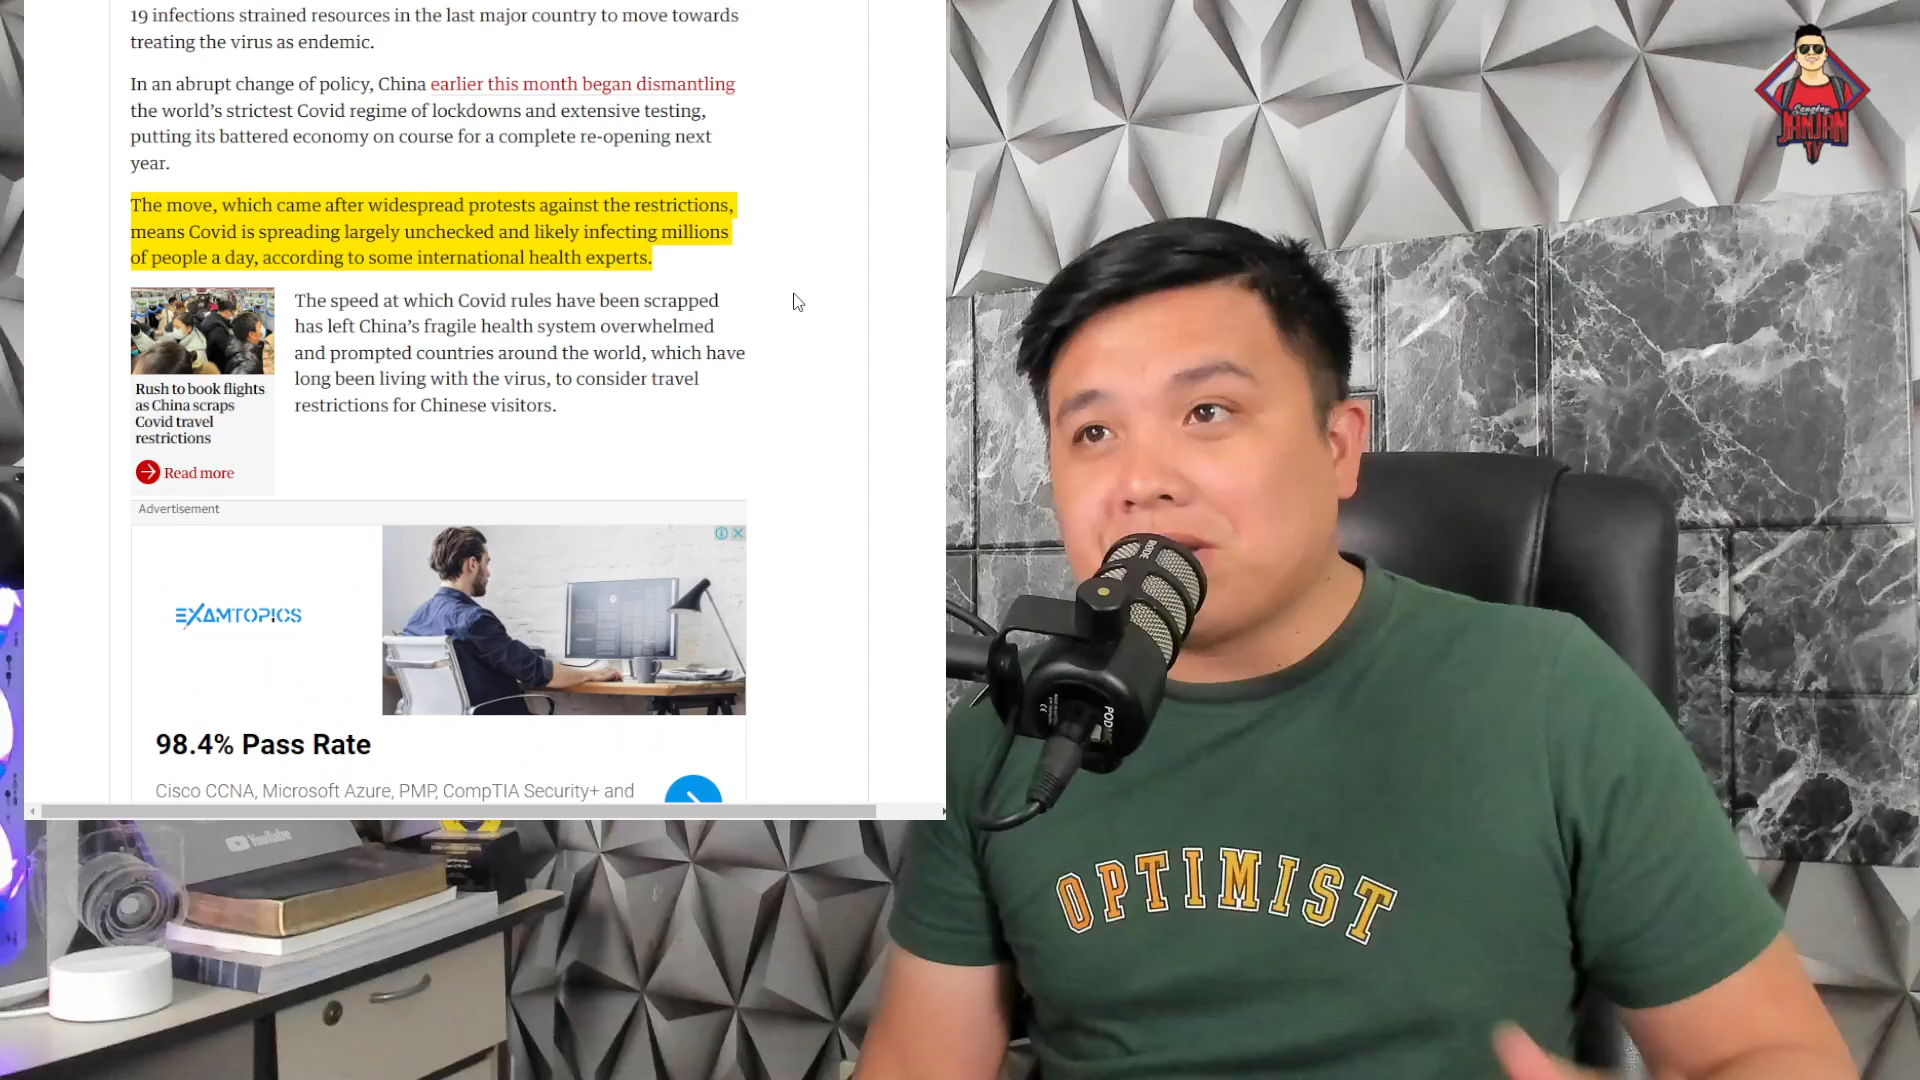 19 infections strained resources in the last major country to move towards
treating the virus as endemic.
In an abrupt change of policy, China earlier this month began dismantling
the world's strictest Covid regime of lockdowns and extensive testing,
putting its battered economy on course for a complete re-opening next
year.
The move, which came after widespread protests against the restrictions,
means Covid is spreading largely unchecked and likely infecting millions
of people a day, according to some international health experts.
The speed at which Covid rules have been scrapped
has left China's fragile health system overwhelmed
and prompted countries around the world, which have
long been living with the virus, to consider travel
restrictions for Chinese visitors.
Rush to book flights
as China scraps
Covid travel
restrictions
Read more
Advertisement
EXAMTOPICS
98.4% Pass Rate
Cisco CCNA, Microsoft Azure, PMP, CompTIA Security+ and
YouTube
Sangkay
JANJAN
TV
RODE
OPTIMIST